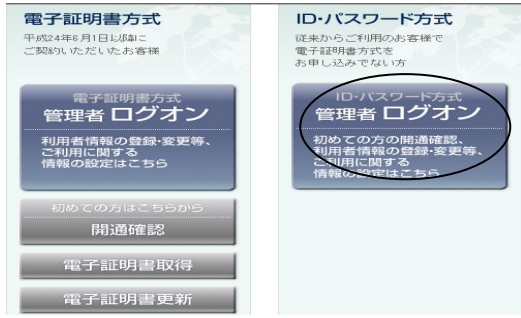 電子証明書方式
平成24年6月1日以降に
ご契約いただいたお客様
電子証明書方式
管理者 ログオン
利用者情報の登録・変更等、
ご利用に関する
情報の設定はこちら
初めての方はこちらから
開通確認
電子証明書取得
電子証明書更新
ID・パスワード方式
従来からご利用のお客様で
電子証明書方式を
お申し込みでない方
ID・パスワード方式
管理者 ログオン
初めての方の開通確認、
利用者情報の登録・変更等、
ご利用に関する
情報の設定はこちら